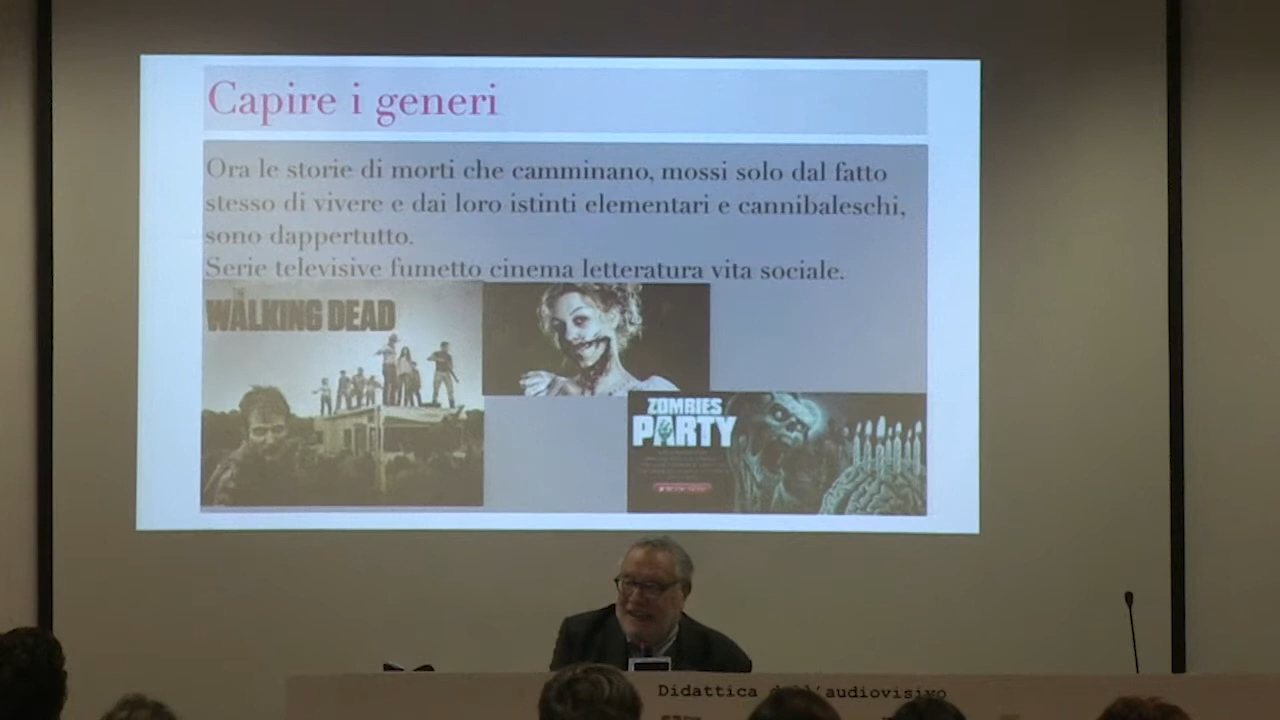 Capire i generi
Ora le storie di morti che camminano, mossi solo dal fatto
stesso di vivere e dai loro istinti elementari e cannibaleschi,
sono dappertutto.
Serie televisive fumetto cinema letteratura vita sociale.
THE
WALKING DEAD
ZOMBIES
PARTY
Didattica dell'audiovisivo